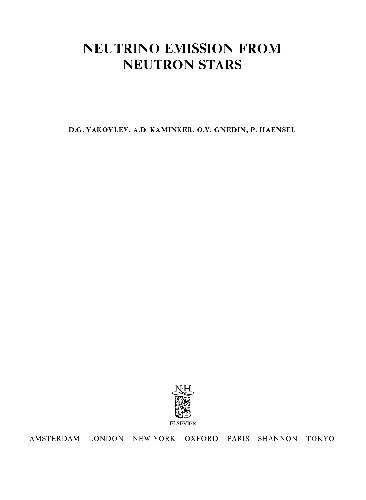 NEUTRINO EMISSION FROM
NEUTRON STARS
D.G. YAKOVLEV, A.D. KAMINKER, O.Y. GNEDIN, P. HAENSEL
N·H
ELSEVIER
AMSTERDAM LONDON NEW YORK OXFORD PARIS SHANNON TOKYO